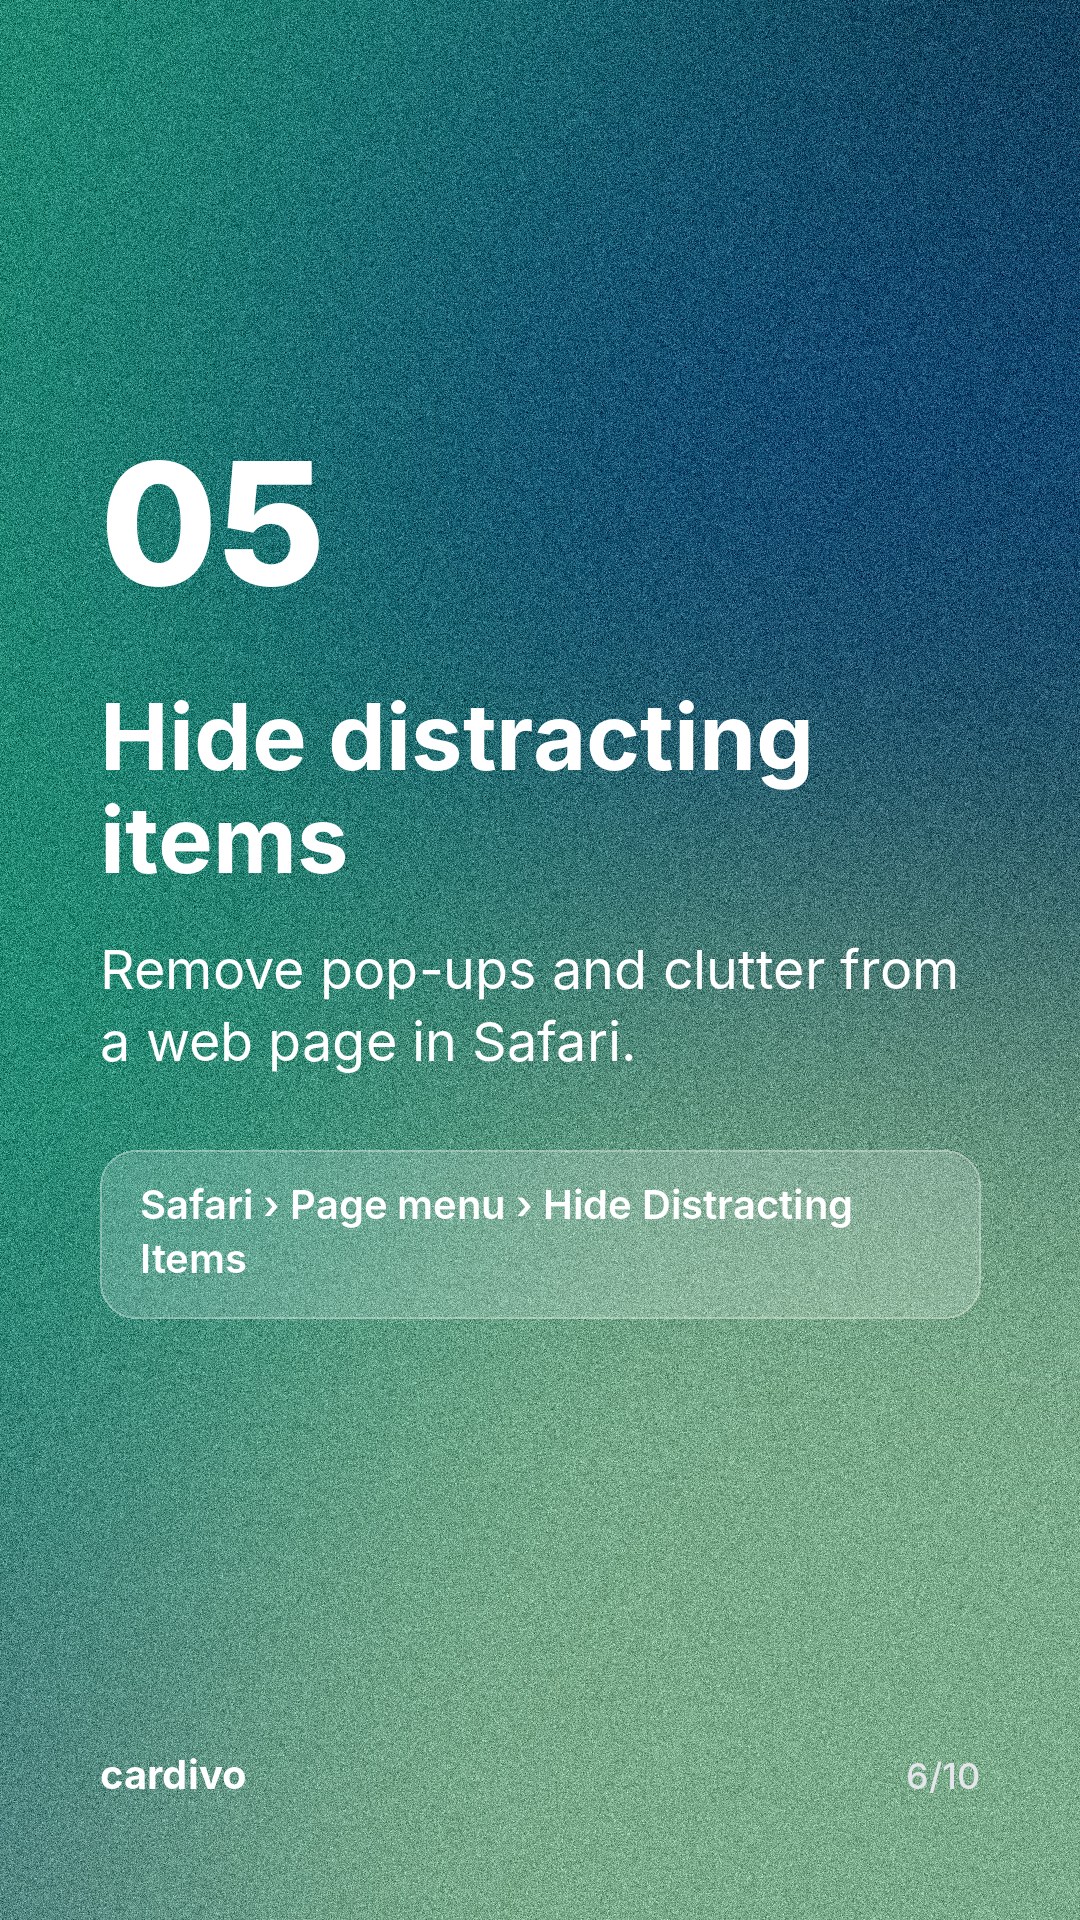 05
Hide distracting
items
Remove pop-ups and clutter from
a web page in Safari.
Safari › Page menu › Hide Distracting
Items
cardivo
6/10